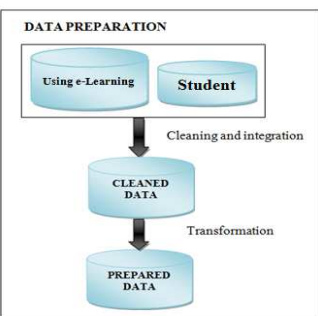 DATA PREPARATION
Using e-Learning
Student
Cleaning and integration
CLEANED
DATA
Transformation
PREPARED
DATA